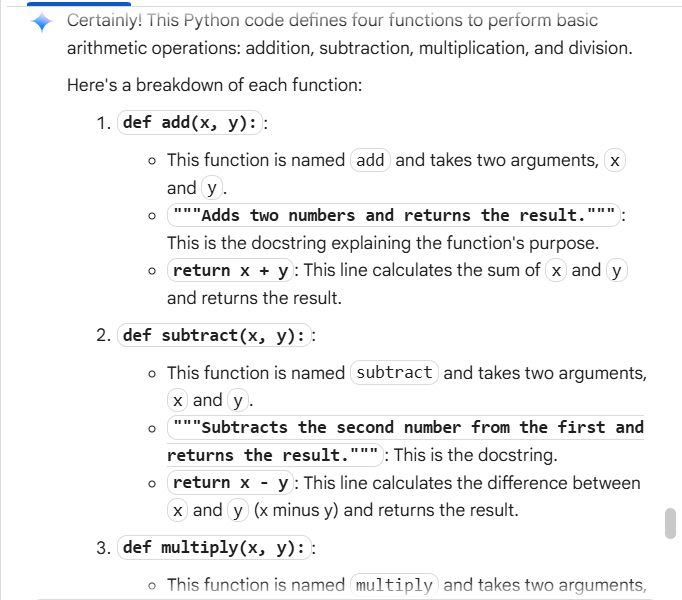 Certainly! This Python code defines four functions to perform basic
arithmetic operations: addition, subtraction, multiplication, and division.
Here's a breakdown of each function:
1. def add(x, y)::
◦ This function is named add and takes two arguments, x
and y.
◦ """Adds two numbers and returns the result.""":
This is the docstring explaining the function's purpose.
◦ return x + y: This line calculates the sum of x and y
and returns the result.
2. def subtract(x, y)::
◦ This function is named subtract and takes two arguments,
x and y.
◦ """Subtracts the second number from the first and
returns the result.""": This is the docstring.
◦ return x - y: This line calculates the difference between
x and y (x minus y) and returns the result.
3. def multiply(x, y)::
◦ This function is named multiply and takes two arguments,